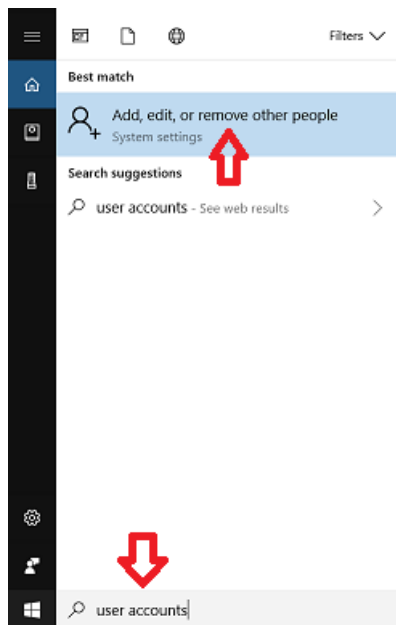 Filters
Best match
Add, edit, or remove other people
System settings
Search suggestions
user accounts - See web results
user accounts